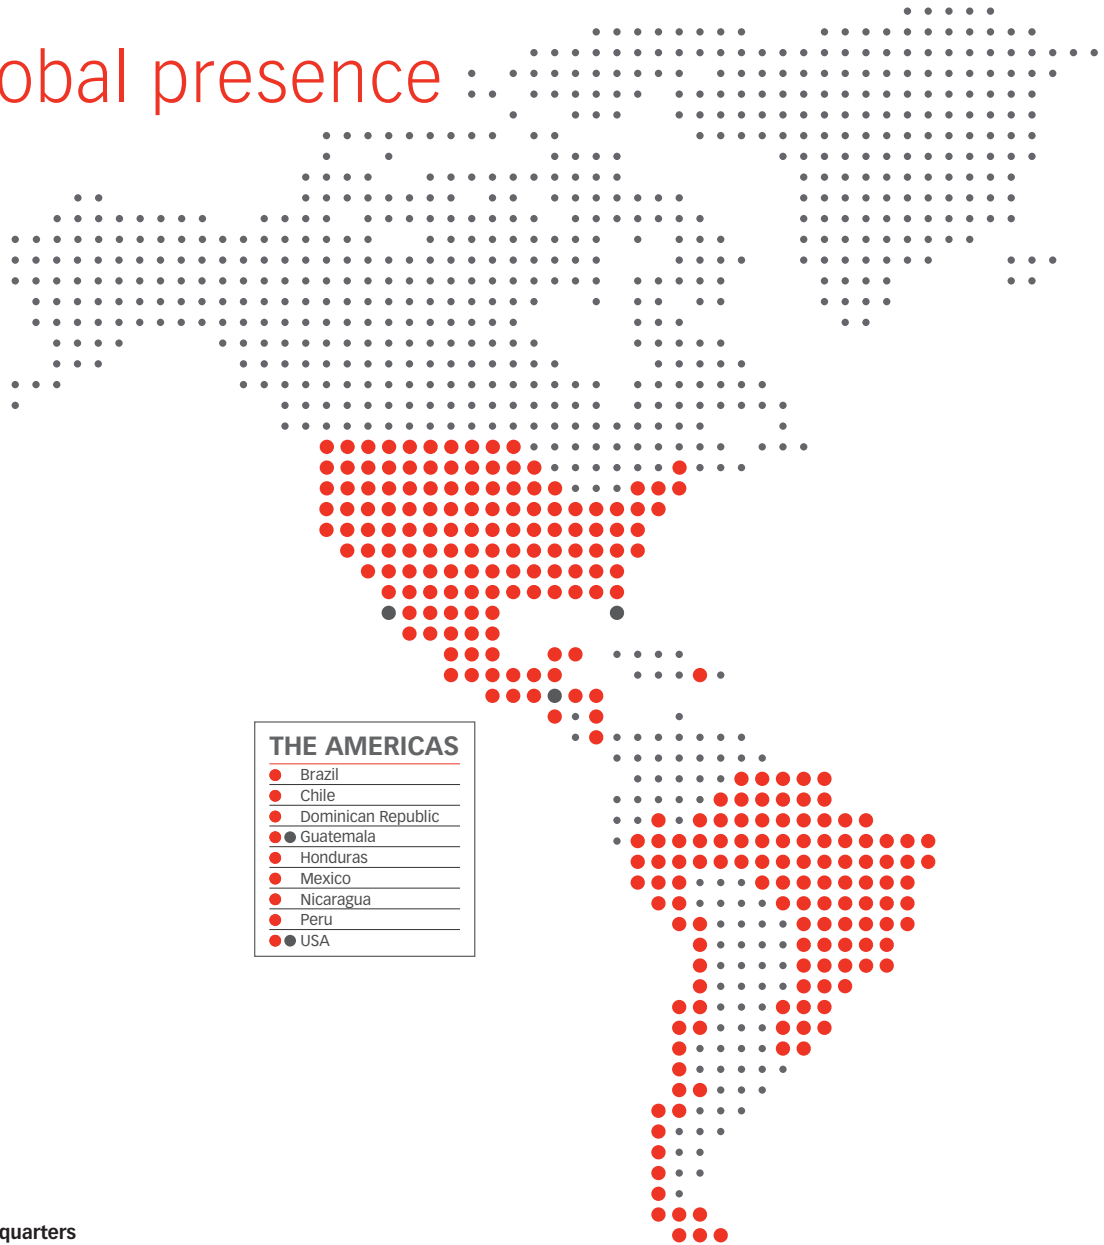 obal presence
THE AMERICAS
Brazil
Chile
Dominican Republic
Guatemala
Honduras
Mexico
Nicaragua
Peru
USA
quarters